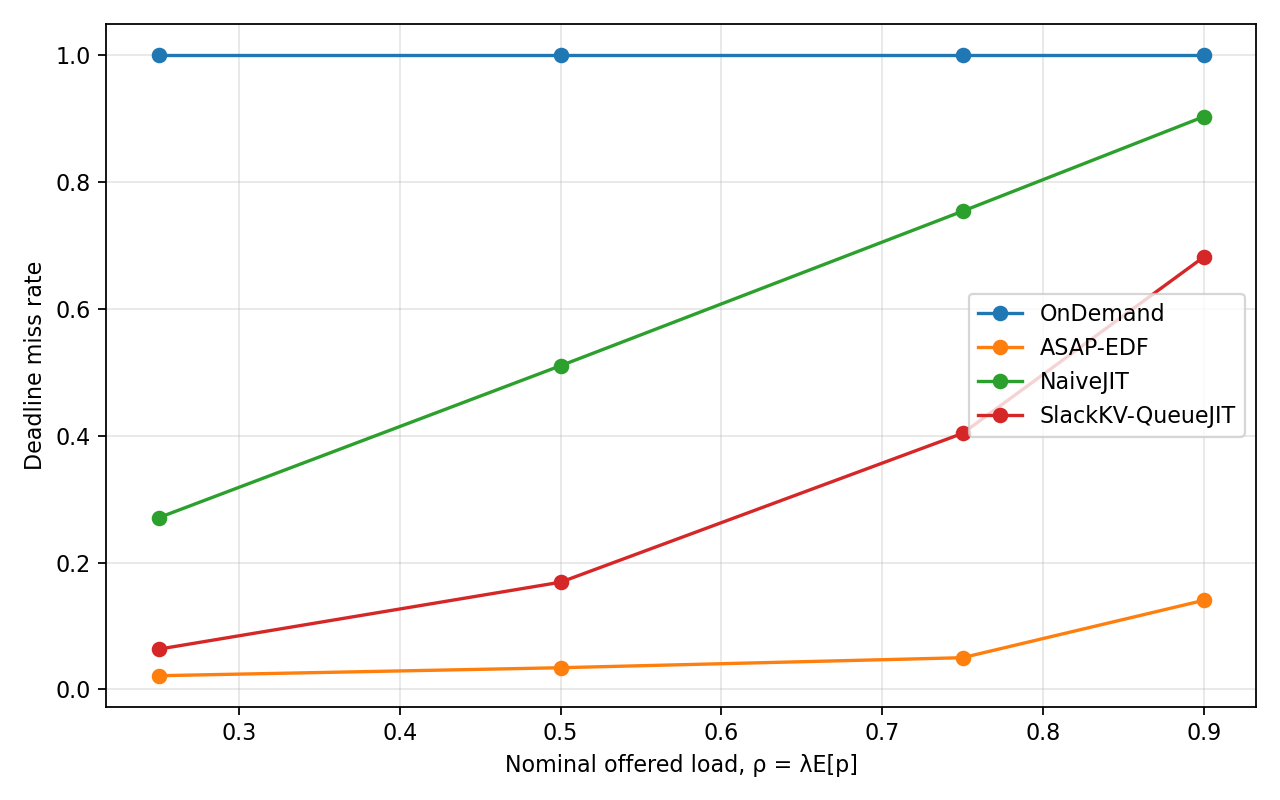 1.0
0.8
0.6
0.4
0.2
0.0
Deadline miss rate
OnDemand
ASAP-EDF
NaiveJIT
SlackKV-QueueJIT
0.3 0.4 0.5 0.6 0.7 0.8 0.9
Nominal offered load, ρ = λE[p]